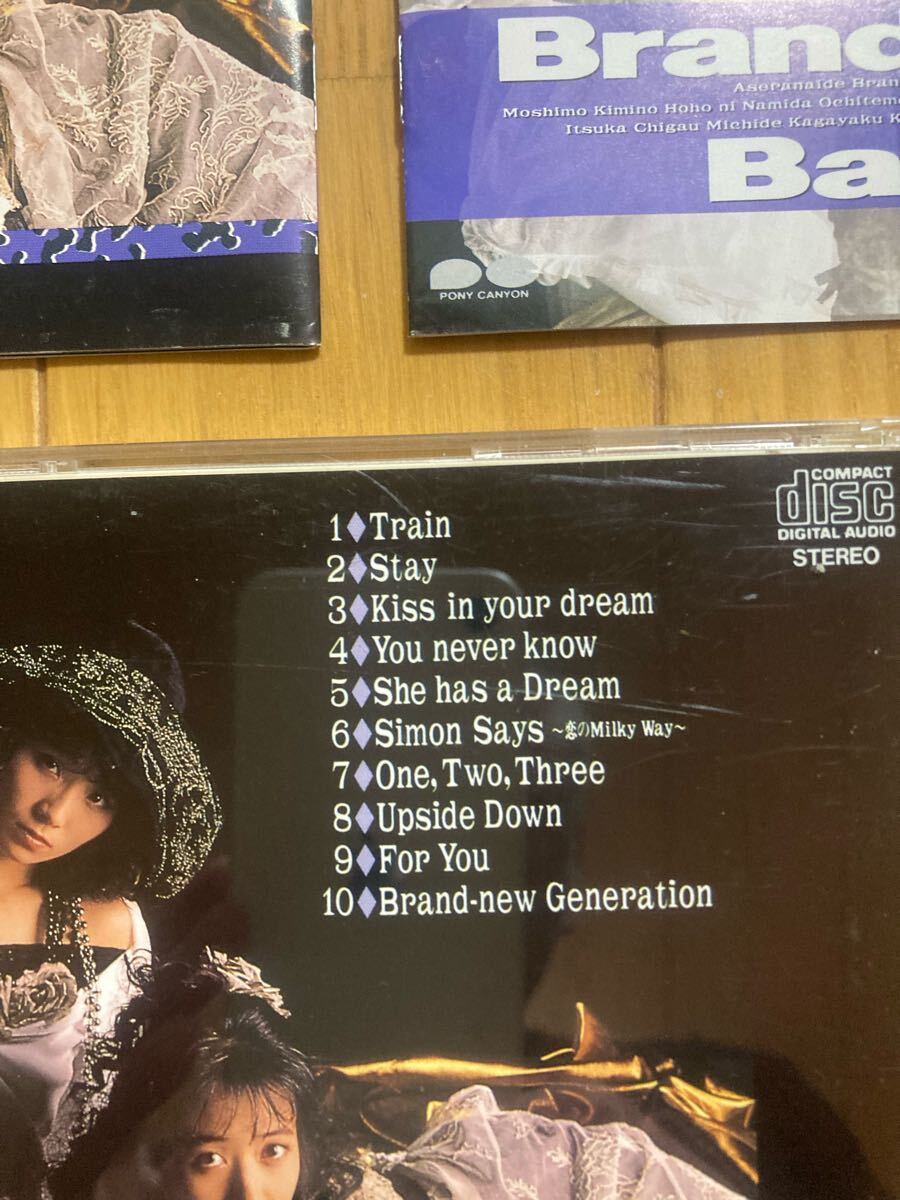 Brand
Aseranaide Bran
Moshimo Kimino Hoho ni Namida Ochitemo
Itsuka Chigau Michide Kagayaku K
Ba
PONY CANYON
COMPACT
disc
DIGITAL AUDIO
STEREO
1♦Train
2♦Stay
3♦Kiss in your dream
4♦You never know
5♦She has a Dream
6♦Simon Says ~恋のMilky Way~
7♦One, Two, Three
8♦Upside Down
9♦For You
10♦Brand-new Generation